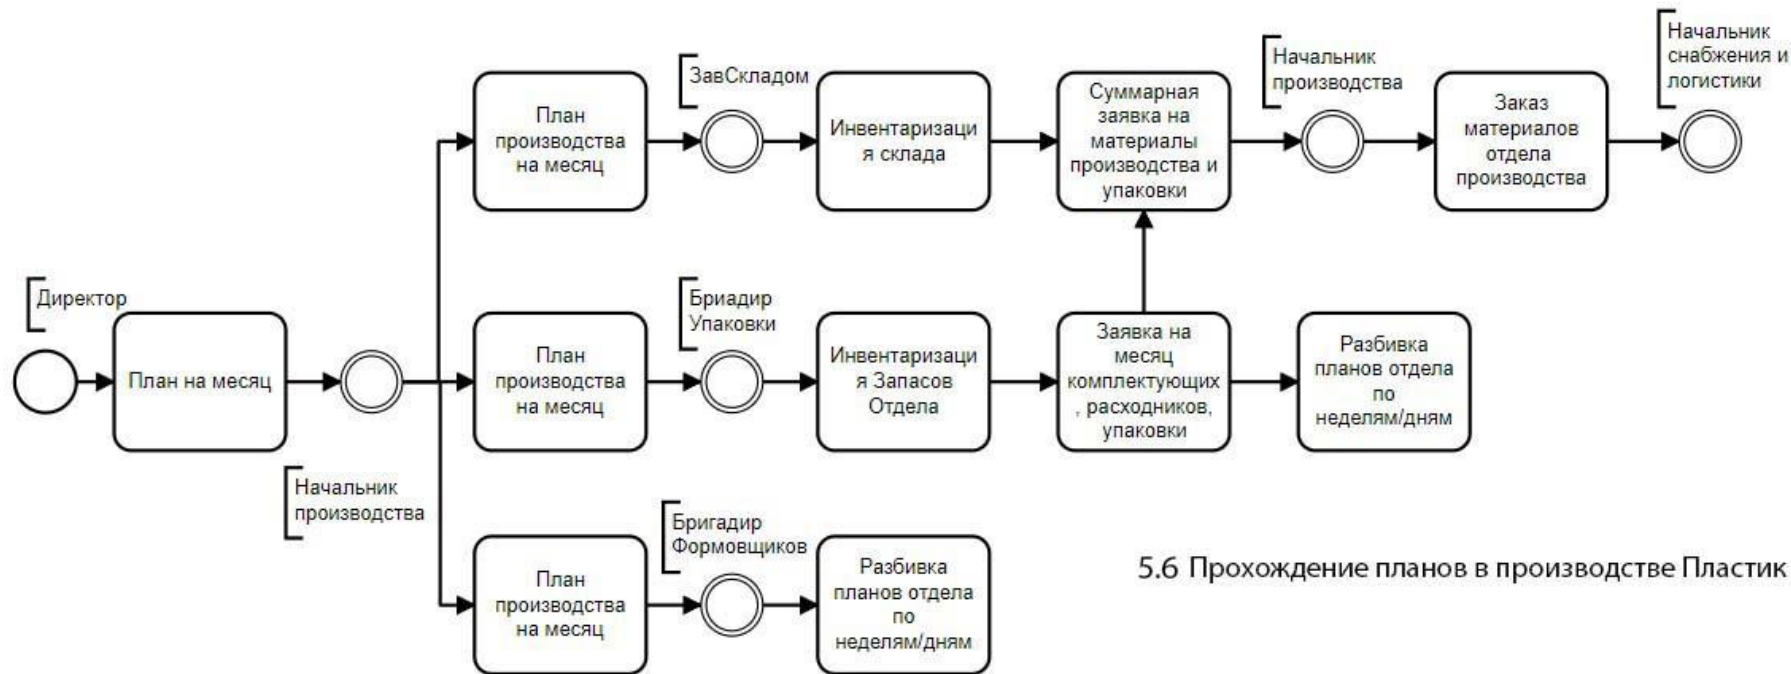 ЗавСкладом
Начальник
производства
Начальник
снабжения и
логистики
План
производства
на месяц
Инвентаризаци
я склада
Суммарная
заявка на
материалы
производства и
упаковки
Заказ
материалов
отдела
производства
Директор
План на месяц
Начальник
производства
План
производства
на месяц
Бриадир
Упаковки
Инвентаризаци
я Запасов
Отдела
Заявка на
месяц
комплектующих
, расходников,
упаковки
Разбивка
планов отдела
по
неделям/дням
План
производства
на месяц
Бригадир
Формовщиков
Разбивка
планов отдела
по
неделям/дням
5.6 Прохождение планов в производстве Пластик